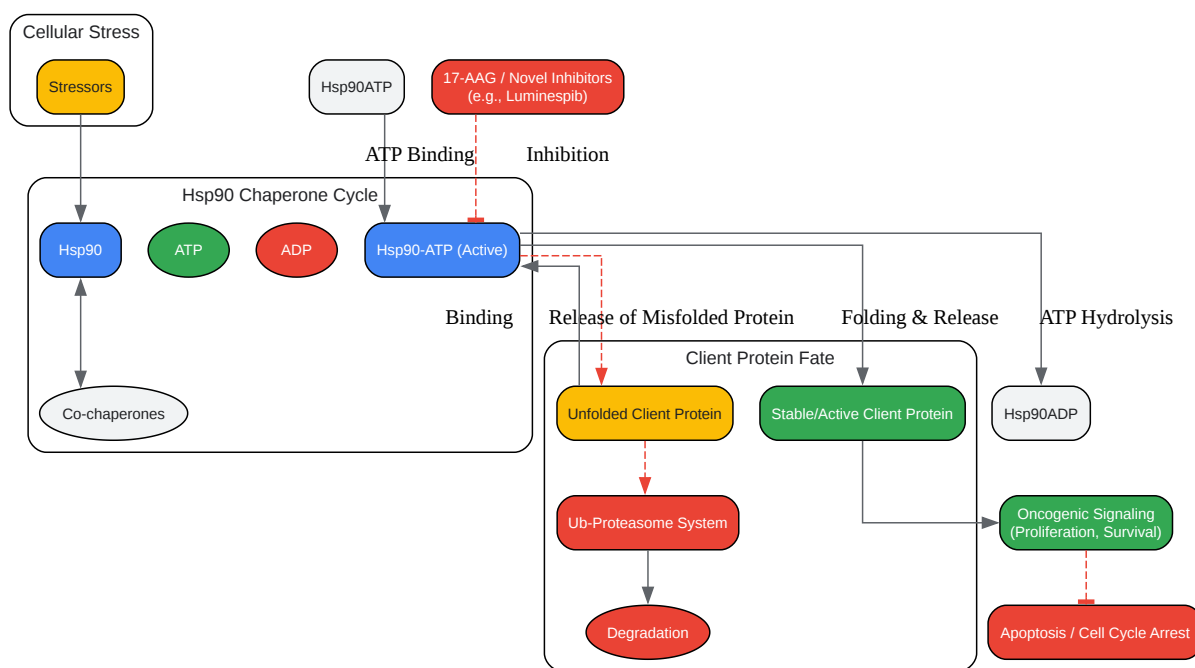 Cellular Stress
Stressors
Hsp90ATP
17-AAG / Novel Inhibitors
(e.g., Luminespib)
ATP Binding
Inhibition
Hsp90 Chaperone Cycle
Hsp90
ATP
ADP
Hsp90-ATP (Active)
Binding
Release of Misfolded Protein
Folding & Release
ATP Hydrolysis
Client Protein Fate
Co-chaperones
Unfolded Client Protein
Stable/Active Client Protein
Hsp90ADP
Ub-Proteasome System
Oncogenic Signaling
(Proliferation, Survival)
Degradation
Apoptosis / Cell Cycle Arrest